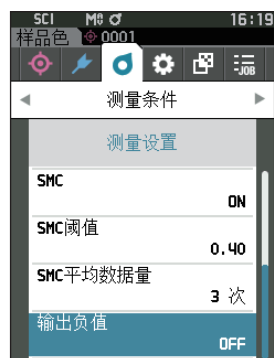 SCI M0 16:19
样品色 0001
-JOB
测量条件
测量设置
SMC
ON
SMC阈值
0.40
SMC平均数据量
3 次
输出负值
OFF